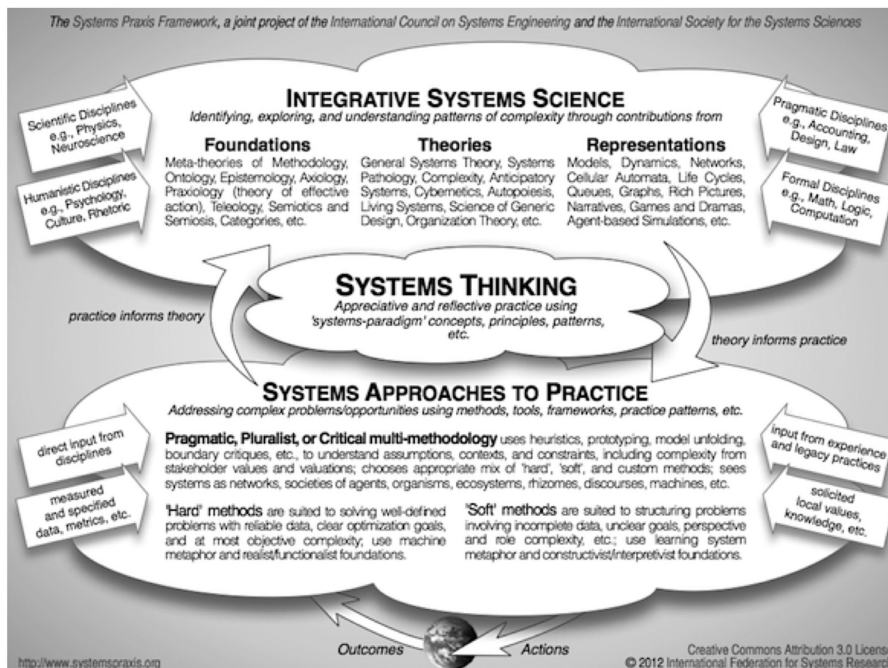 The Systems Praxis Framework, a joint project of the International Council on Systems Engineering and the International Society for the Systems Sciences
INTEGRATIVE SYSTEMS SCIENCE
Identifying, exploring, and understanding patterns of complexity through contributions from
Scientific Disciplines
e.g., Physics,
Neuroscience
Humanistic Disciplines
e.g., Psychology,
Culture, Rhetoric
Foundations
Meta-theories of Methodology,
Ontology, Epistemology, Axiology,
Praxiology (theory of effective
action), Teleology, Semiotics and
Semiosis, Categories, etc.
Theories
General Systems Theory, Systems
Pathology, Complexity, Anticipatory
Systems, Cybernetics, Autopoiesis,
Living Systems, Science of Generic
Design, Organization Theory, etc.
Representations
Models, Dynamics, Networks,
Cellular Automata, Life Cycles,
Queues, Graphs, Rich Pictures,
Narratives, Games and Dramas,
Agent-based Simulations, etc.
Pragmatic Disciplines
e.g., Accounting,
Design, Law
Formal Disciplines
e.g., Math, Logic,
Computation
SYSTEMS THINKING
Appreciative and reflective practice using
'systems-paradigm' concepts, principles, patterns,
etc.
practice informs theory
theory informs practice
SYSTEMS APPROACHES TO PRACTICE
Addressing complex problems/opportunities using methods, tools, frameworks, practice patterns, etc.
direct input from
disciplines
measured
and specified
data, metrics, etc.
Pragmatic, Pluralist, or Critical multi-methodology uses heuristics, prototyping, model unfolding,
boundary critiques, etc., to understand assumptions, contexts, and constraints, including complexity from
stakeholder values and valuations; chooses appropriate mix of 'hard', 'soft', and custom methods; sees
systems as networks, societies of agents, organisms, ecosystems, rhizomes, discourses, machines, etc.
'Hard' methods are suited to solving well-defined
problems with reliable data, clear optimization goals,
and at most objective complexity; use machine
metaphor and realist/functionalist foundations.
'Soft' methods are suited to structuring problems
involving incomplete data, unclear goals, perspective
and role complexity, etc.; use learning system
metaphor and constructivist/interpretivist foundations.
input from experience
and legacy practices
solicited
local values,
knowledge, etc.
Outcomes
Actions
http://www.systemspraxis.org
Creative Commons Attribution 3.0 License
© 2012 International Federation for Systems Resea